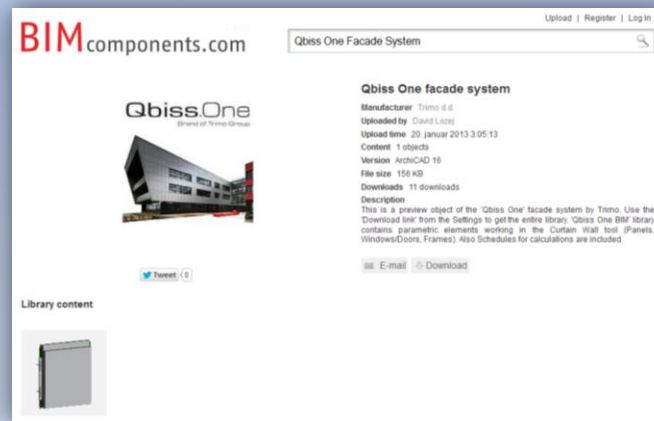 Upload | Register | Log In
BIMcomponents.com
Qbiss One Facade System
Qbiss.One
Brand of Trimo Group
Qbiss One facade system
Manufacturer Trimo d.d.
Uploaded by David Lozej
Upload time 20. januar 2013 3:05:13
Content 1 objects
Version ArchiCAD 16
File size 156 KB
Downloads 11 downloads
Description
This is a preview object of the 'Qbiss One' facade system by Trimo. Use the
'Download link' from the Settings to get the entire library. 'Qbiss One BIM' library
contains parametric elements working in the Curtain Wall tool (Panels,
Windows/Doors, Frames). Also Schedules for calculations are included.
E-mail Download
Tweet 0
Library content